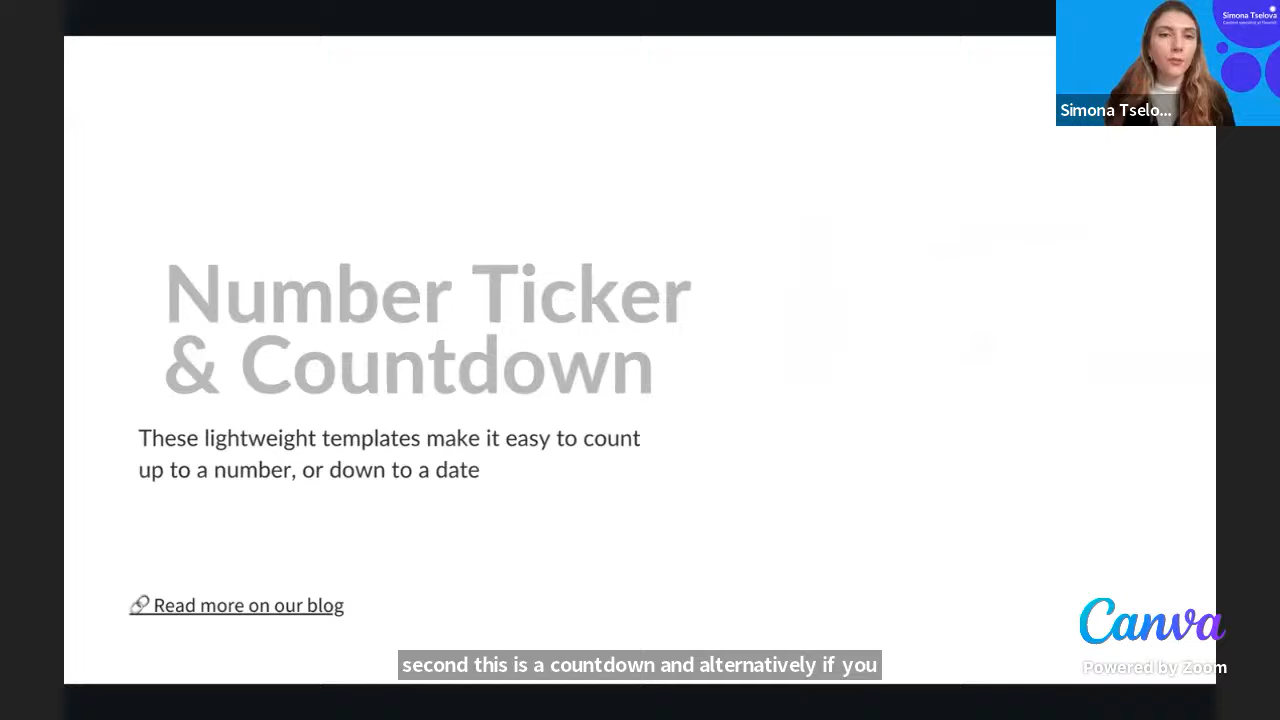 Simona Tselova
Simona Tselo...
Number Ticker
& Countdown
These lightweight templates make it easy to count
up to a number, or down to a date
Read more on our blog
Canva
second this is a countdown and alternatively if you
Powered by Zoom